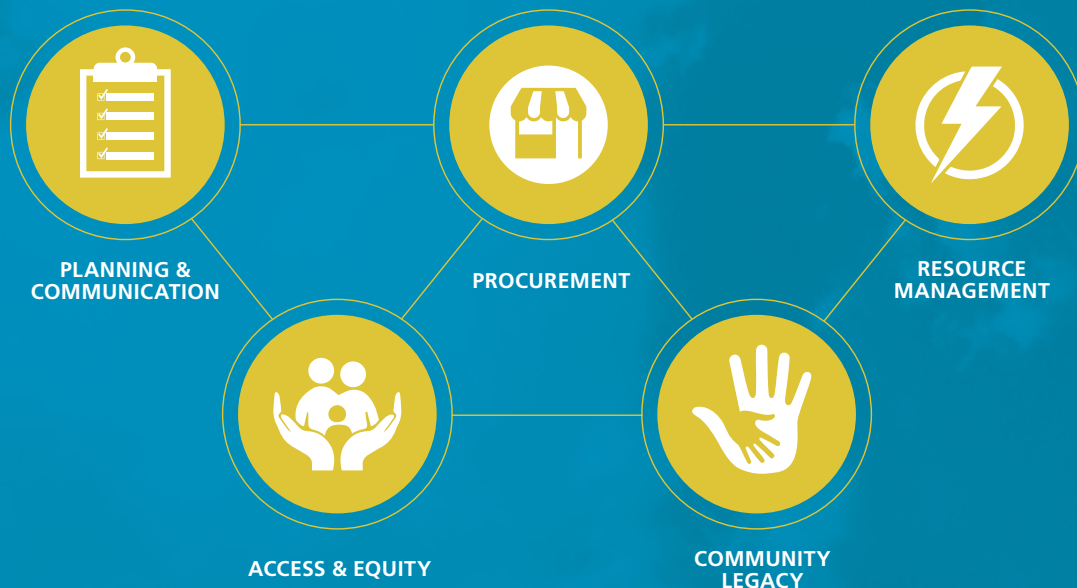 PLANNING &
COMMUNICATION
PROCUREMENT
RESOURCE
MANAGEMENT
ACCESS & EQUITY
COMMUNITY
LEGACY